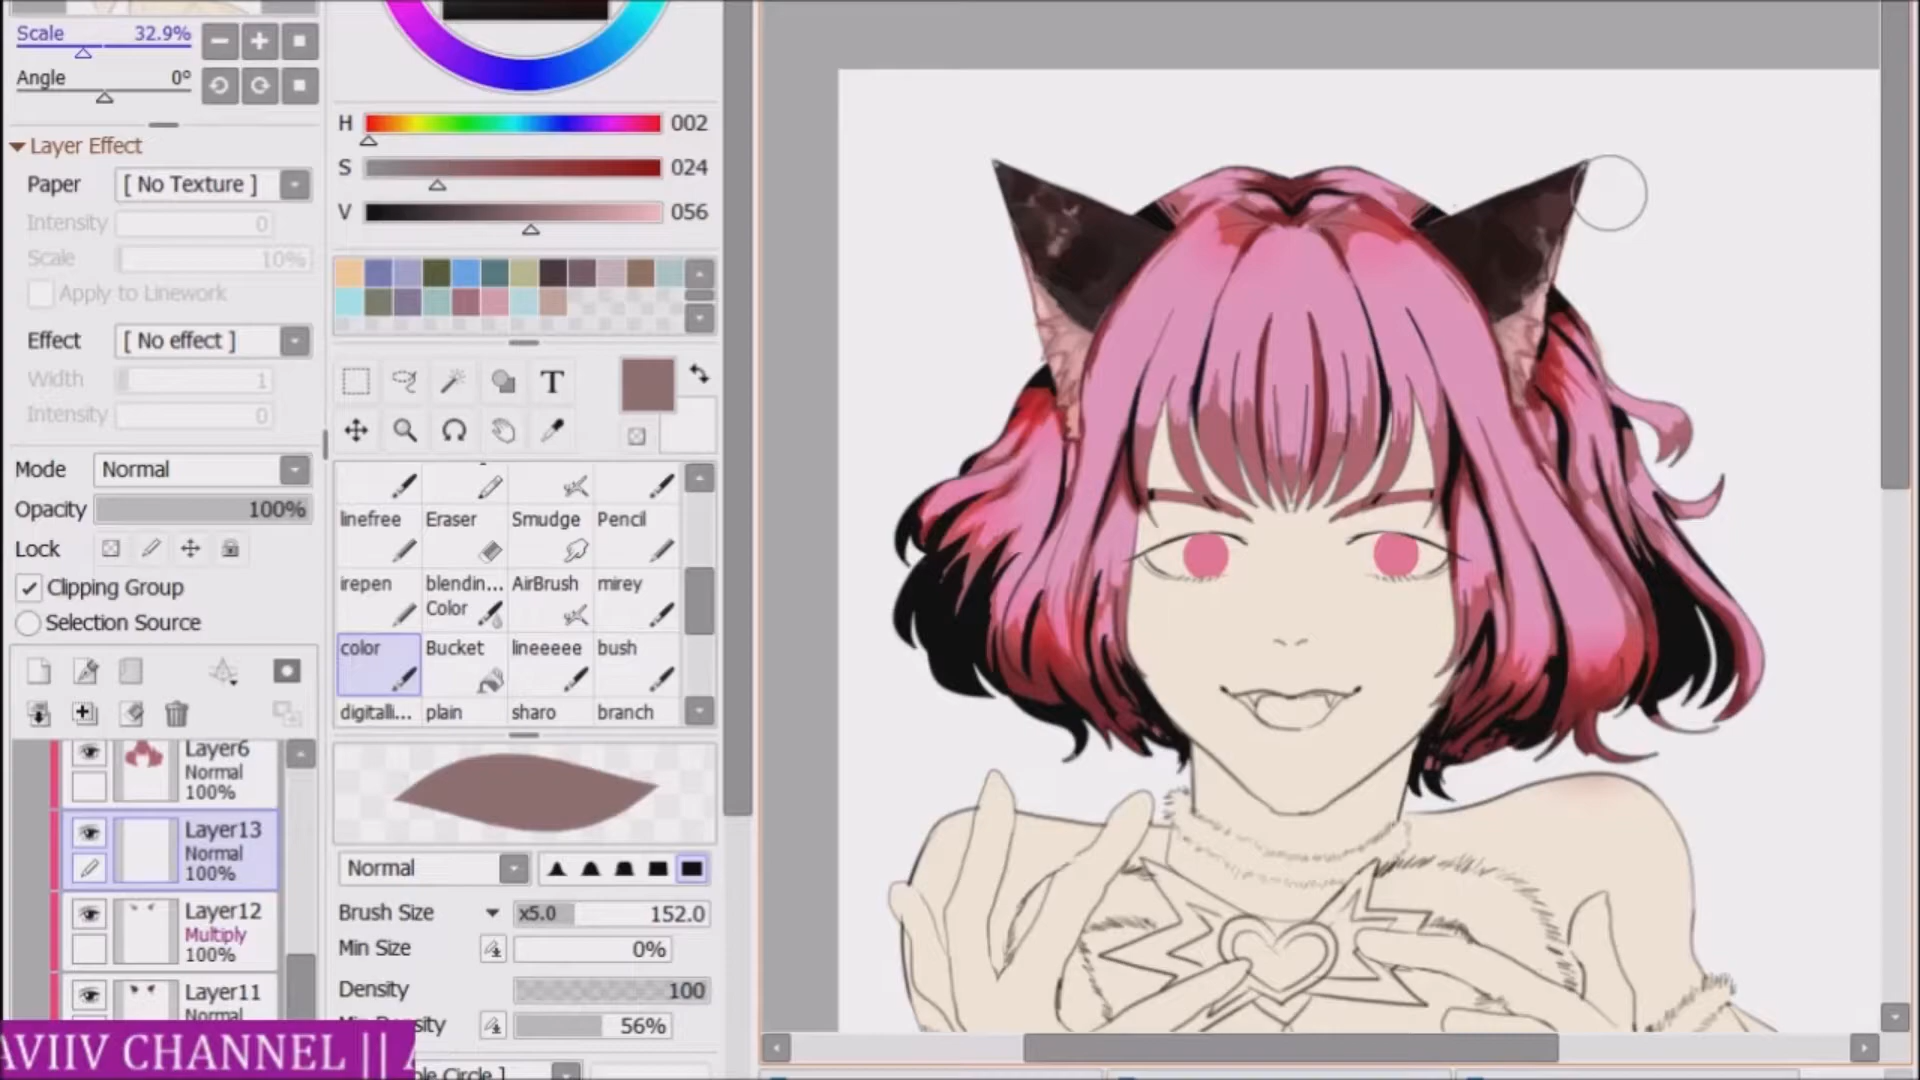 Scale 32.9%
Angle 0º
Layer Effect
Paper [ No Texture ]
Intensity 0
Scale 10%
Apply to Linework
Effect [ No effect ]
Width 1
Intensity 0
Mode Normal
Opacity 100%
Lock
Clipping Group
Selection Source
Layer6
Normal
100%
Layer13
Normal
100%
Layer12
Multiply
100%
Layer11
Normal
AVIIV CHANNEL ||
H 002
S 024
V 056
T
linefree Eraser Smudge Pencil
irepen blendin... AirBrush mirey
Color
color Bucket lineeeee bush
digitalli... plain sharo branch
Normal
Brush Size x5.0 152.0
Min Size 0%
Density 100
Min Density 56%